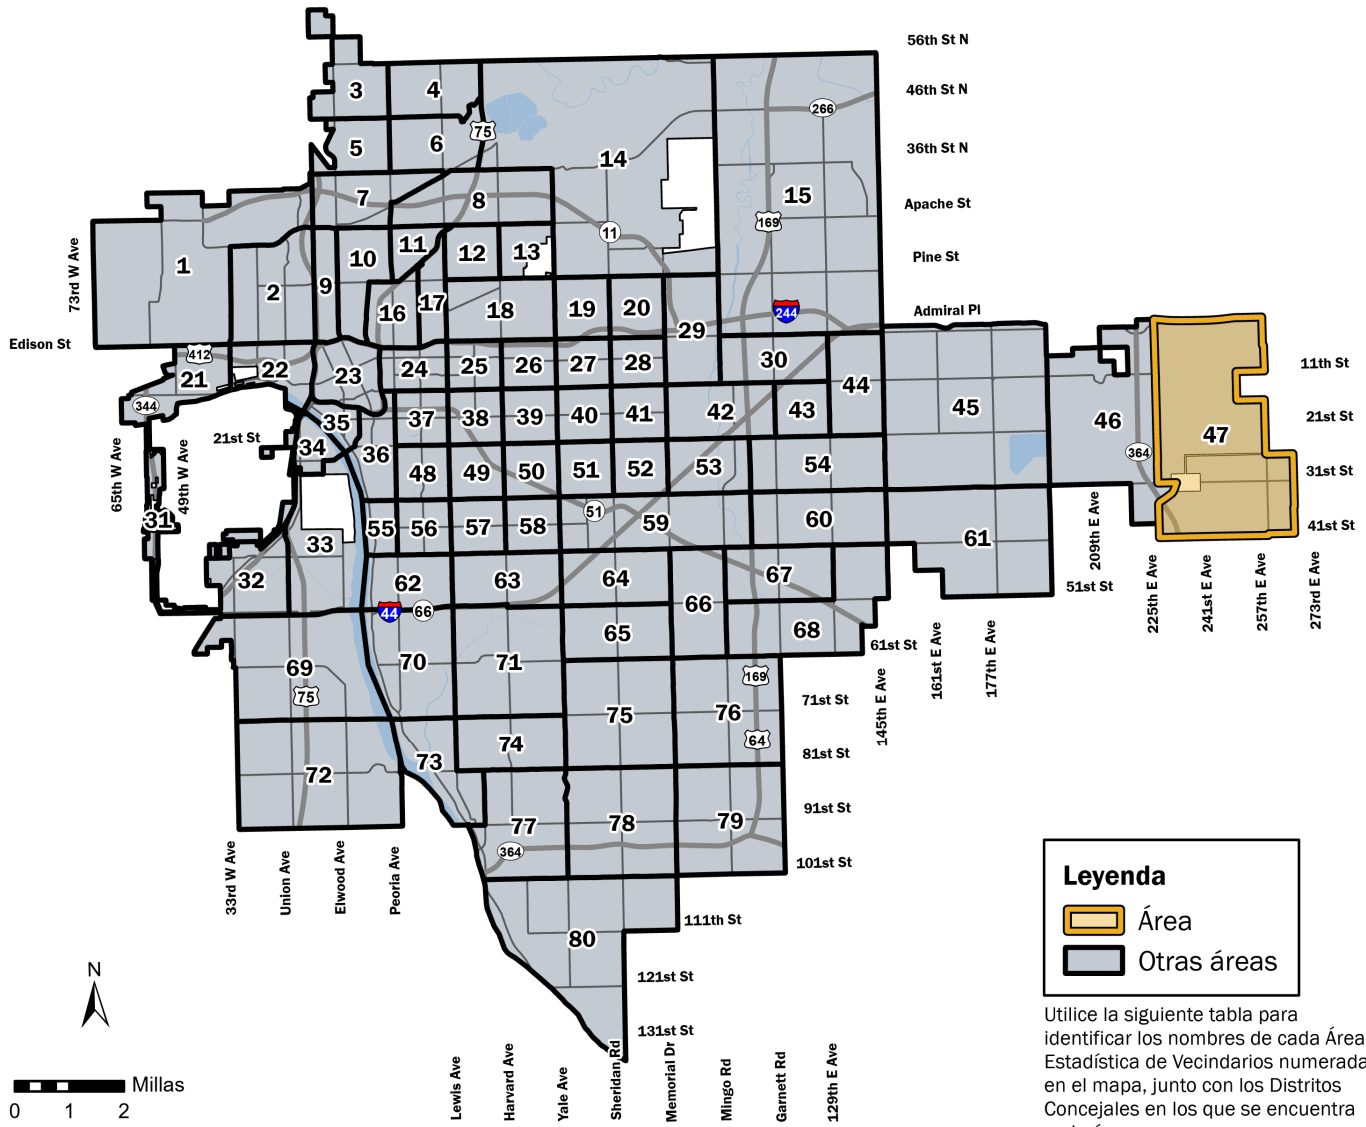 56th St N
46th St N
36th St N
Apache St
Pine St
Admiral Pl
11th St
21st St
31st St
41st St
51st St
61st St
71st St
81st St
91st St
101st St
111th St
121st St
131st St
Edison St
21st St
73rd W Ave
65th W Ave
49th W Ave
33rd W Ave
Union Ave
Elwood Ave
Peoria Ave
Lewis Ave
Harvard Ave
Yale Ave
Sheridan Rd
Memorial Dr
Mingo Rd
Garnett Rd
129th E Ave
145th E Ave
161st E Ave
177th E Ave
209th E Ave
225th E Ave
241st E Ave
257th E Ave
273rd E Ave
1
2
3
4
5
6
7
8
9
10
11
12
13
14
15
16
17
18
19
20
21
22
23
24
25
26
27
28
29
30
31
32
33
34
35
36
37
38
39
40
41
42
43
44
45
46
47
48
49
50
51
52
53
54
55
56
57
58
59
60
61
62
63
64
65
66
67
68
69
70
71
72
73
74
75
76
77
78
79
80
75
266
169
11
244
412
344
364
51
44
66
75
169
64
364
N
Millas
0 1 2
Leyenda
Área
Otras áreas
Utilice la siguiente tabla para
identificar los nombres de cada Área
Estadística de Vecindarios numerada
en el mapa, junto con los Distritos
Concejales en los que se encuentra